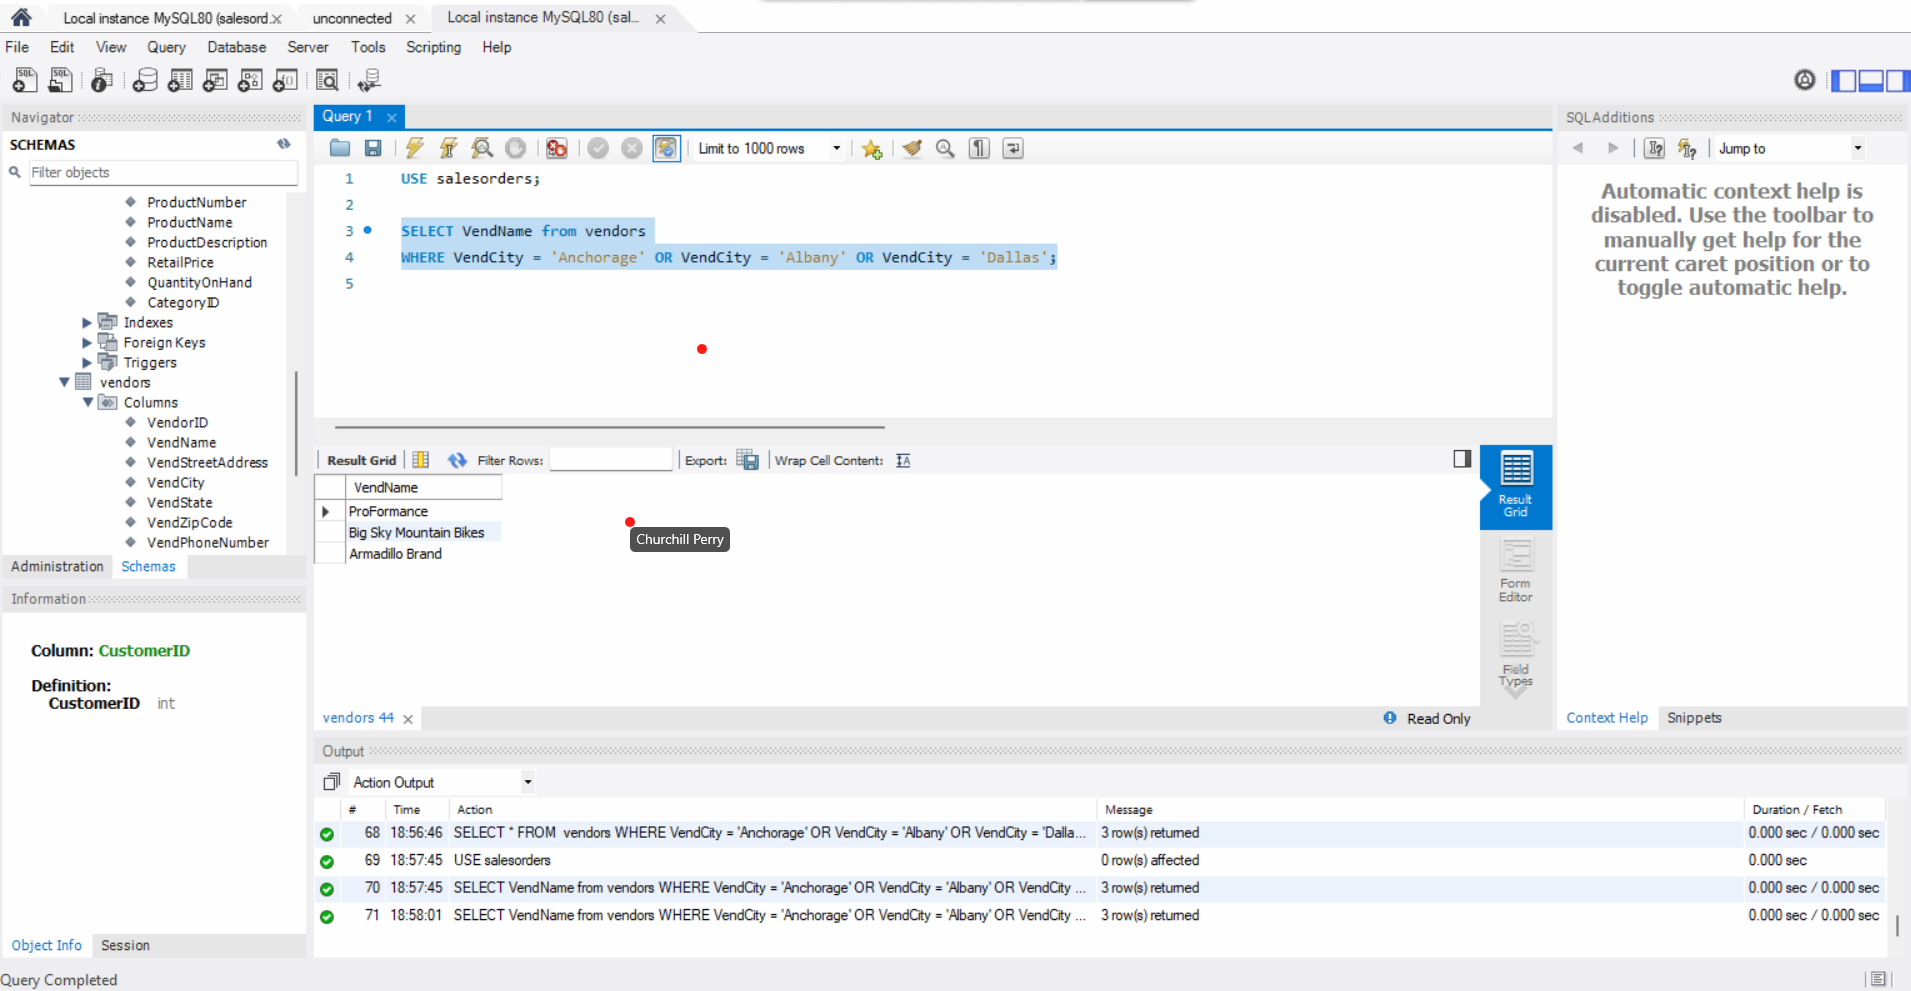 Local instance MySQL80 (salesord... unconnected Local instance MySQL80 (sal...
File Edit View Query Database Server Tools Scripting Help
Navigator
SCHEMAS
Filter objects
ProductNumber
ProductName
ProductDescription
RetailPrice
QuantityOnHand
CategoryID
Indexes
Foreign Keys
Triggers
vendors
Columns
VendorID
VendName
VendStreetAddress
VendCity
VendState
VendZipCode
VendPhoneNumber
Administration Schemas
Information
Column: CustomerID
Definition:
CustomerID int
Object Info Session
Query Completed
Query 1
Limit to 1000 rows
1 USE salesorders;
2
3 SELECT VendName from vendors
4 WHERE VendCity = 'Anchorage' OR VendCity = 'Albany' OR VendCity = 'Dallas';
5
Result Grid Filter Rows: Export: Wrap Cell Content:
VendName
ProFormance
Big Sky Mountain Bikes
Armadillo Brand
Churchill Perry
Result
Grid
Form
Editor
Field
Types
vendors 44
Read Only
SQLAdditions
Jump to
Automatic context help is
disabled. Use the toolbar to
manually get help for the
current caret position or to
toggle automatic help.
Context Help Snippets
Output
Action Output
# Time Action Message Duration / Fetch
68 18:56:46 SELECT * FROM vendors WHERE VendCity = 'Anchorage' OR VendCity = 'Albany' OR VendCity = 'Dalla... 3 row(s) returned 0.000 sec / 0.000 sec
69 18:57:45 USE salesorders 0 row(s) affected 0.000 sec
70 18:57:45 SELECT VendName from vendors WHERE VendCity = 'Anchorage' OR VendCity = 'Albany' OR VendCity ... 3 row(s) returned 0.000 sec / 0.000 sec
71 18:58:01 SELECT VendName from vendors WHERE VendCity = 'Anchorage' OR VendCity = 'Albany' OR VendCity ... 3 row(s) returned 0.000 sec / 0.000 sec